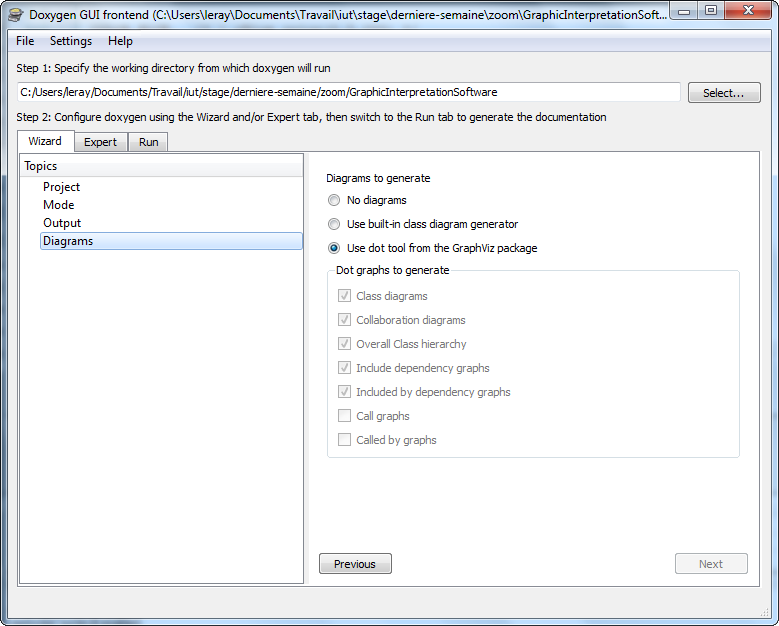 Doxygen GUI frontend (C:\Users\leray\Documents\Travail\iut\stage\derniere-semaine\zoom\GraphicInterpretationSoft...
File Settings Help
Step 1: Specify the working directory from which doxygen will run
C:/Users/leray/Documents/Travail/iut/stage/derniere-semaine/zoom/GraphicInterpretationSoftware
Select...
Step 2: Configure doxygen using the Wizard and/or Expert tab, then switch to the Run tab to generate the documentation
Wizard Expert Run
Topics
Project
Mode
Output
Diagrams
Diagrams to generate
No diagrams
Use built-in class diagram generator
Use dot tool from the GraphViz package
Dot graphs to generate
Class diagrams
Collaboration diagrams
Overall Class hierarchy
Include dependency graphs
Included by dependency graphs
Call graphs
Called by graphs
Previous
Next